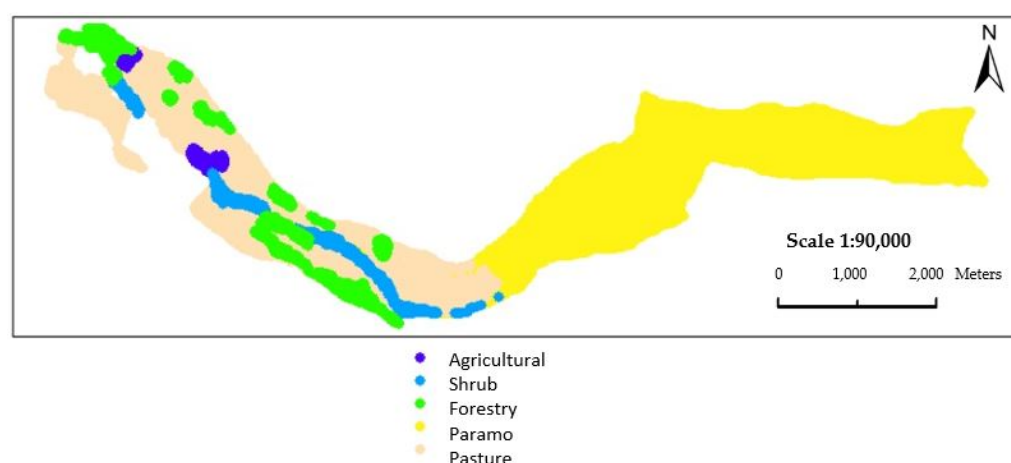 N
Scale 1:90,000
0 1,000 2,000 Meters
Agricultural
Shrub
Forestry
Paramo
Pasture